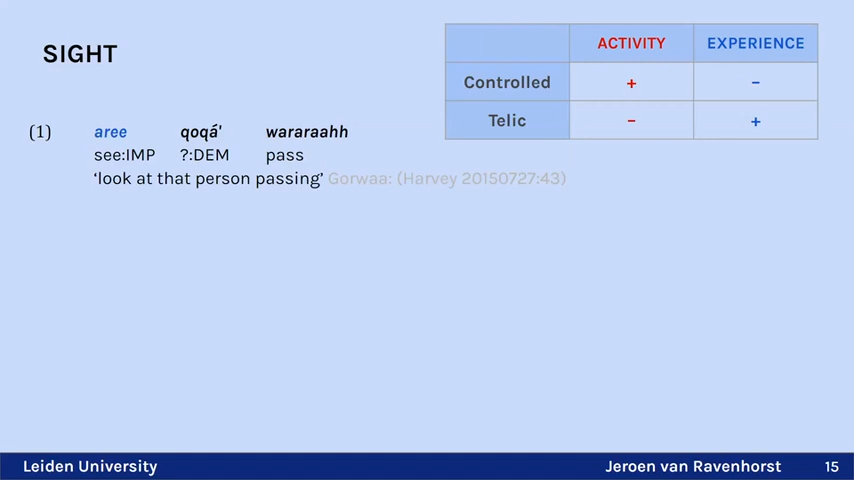 SIGHT
ACTIVITY EXPERIENCE
Controlled + –
Telic – +
(1) aree qoqá' wararaahh
see:IMP ?:DEM pass
‘look at that person passing’ Gorwaa: (Harvey 20150727:43)
Leiden University Jeroen van Ravenhorst 15